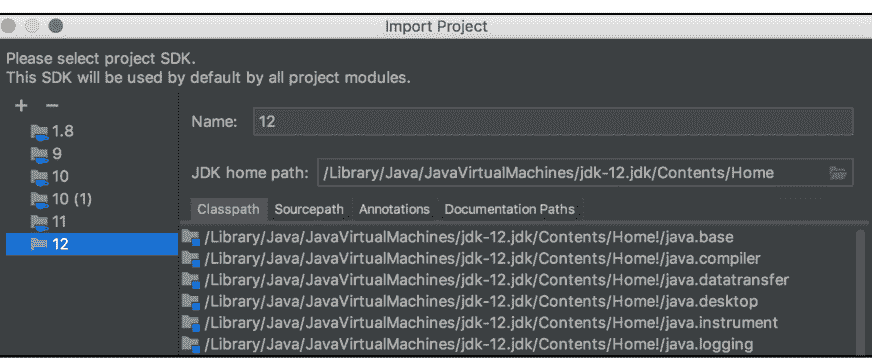 Import Project
Please select project SDK.
This SDK will be used by default by all project modules.
+ −
1.8
9
10
10 (1)
11
12
Name: 12
JDK home path: /Library/Java/JavaVirtualMachines/jdk-12.jdk/Contents/Home
Classpath Sourcepath Annotations Documentation Paths
/Library/Java/JavaVirtualMachines/jdk-12.jdk/Contents/Home!/java.base
/Library/Java/JavaVirtualMachines/jdk-12.jdk/Contents/Home!/java.compiler
/Library/Java/JavaVirtualMachines/jdk-12.jdk/Contents/Home!/java.datatransfer
/Library/Java/JavaVirtualMachines/jdk-12.jdk/Contents/Home!/java.desktop
/Library/Java/JavaVirtualMachines/jdk-12.jdk/Contents/Home!/java.instrument
/Library/Java/JavaVirtualMachines/jdk-12.jdk/Contents/Home!/java.logging